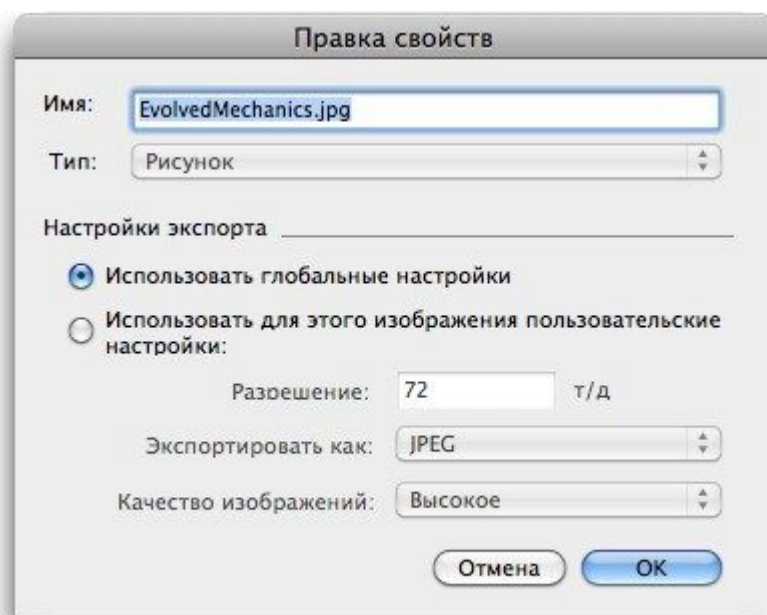 Правка свойств
Имя: EvolvedMechanics.jpg
Тип: Рисунок
Настройки экспорта
Использовать глобальные настройки
Использовать для этого изображения пользовательские
настройки:
Разрешение: 72 т/д
Экспортировать как: JPEG
Качество изображений: Высокое
Отмена OK